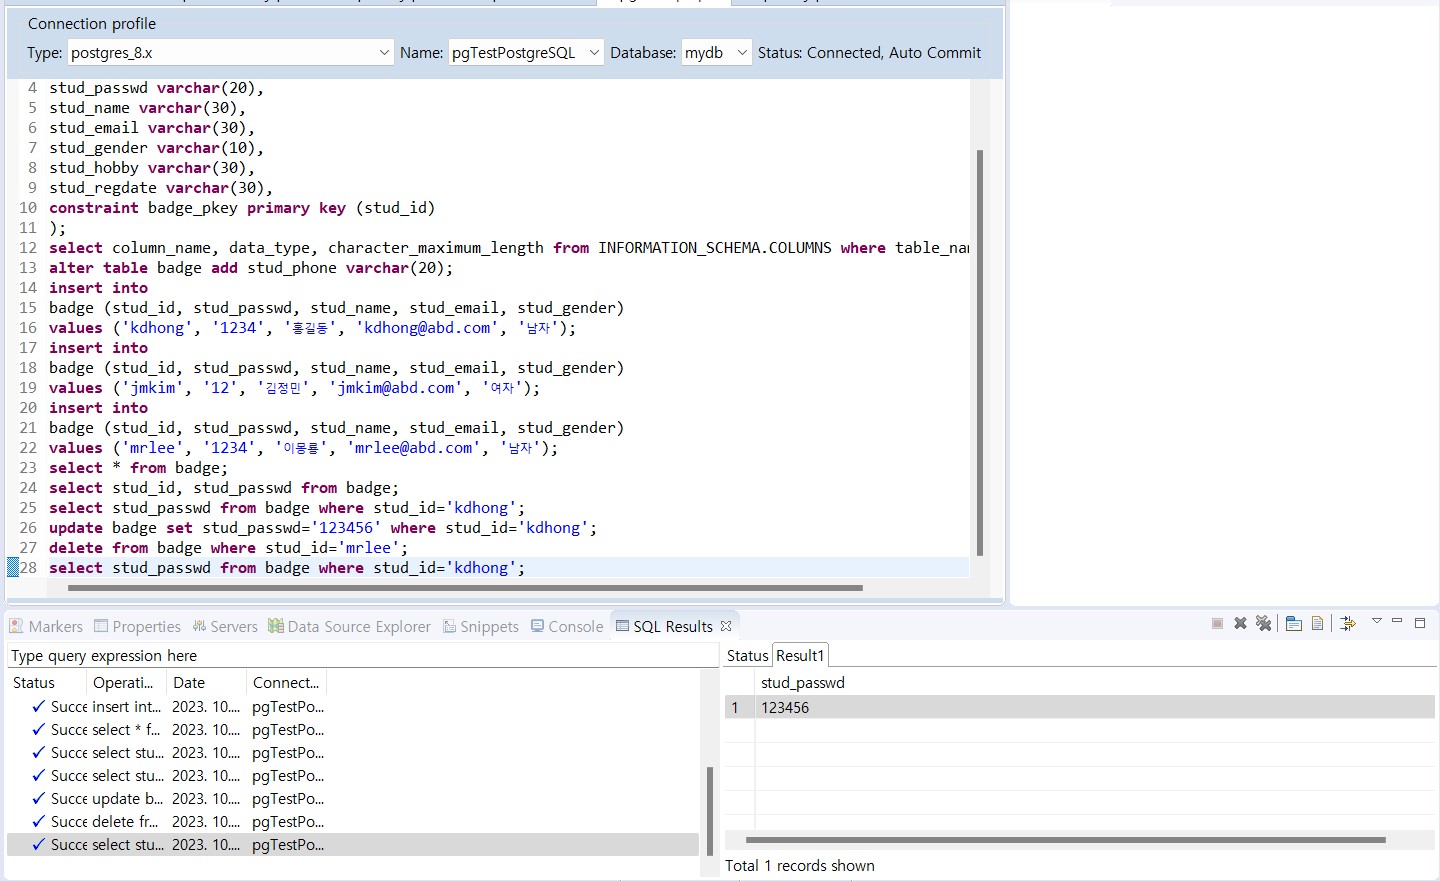 Connection profile
Type: postgres_8.x Name: pgTestPostgreSQL Database: mydb Status: Connected, Auto Commit
4 stud_passwd varchar(20),
5 stud_name varchar(30),
6 stud_email varchar(30),
7 stud_gender varchar(10),
8 stud_hobby varchar(30),
9 stud_regdate varchar(30),
10 constraint badge_pkey primary key (stud_id)
11 );
12 select column_name, data_type, character_maximum_length from INFORMATION_SCHEMA.COLUMNS where table_nam
13 alter table badge add stud_phone varchar(20);
14 insert into
15 badge (stud_id, stud_passwd, stud_name, stud_email, stud_gender)
16 values ('kdhong', '1234', '홍길동', 'kdhong@abd.com', '남자');
17 insert into
18 badge (stud_id, stud_passwd, stud_name, stud_email, stud_gender)
19 values ('jmkim', '12', '김정민', 'jmkim@abd.com', '여자');
20 insert into
21 badge (stud_id, stud_passwd, stud_name, stud_email, stud_gender)
22 values ('mrlee', '1234', '이몽룡', 'mrlee@abd.com', '남자');
23 select * from badge;
24 select stud_id, stud_passwd from badge;
25 select stud_passwd from badge where stud_id='kdhong';
26 update badge set stud_passwd='123456' where stud_id='kdhong';
27 delete from badge where stud_id='mrlee';
28 select stud_passwd from badge where stud_id='kdhong';
Markers Properties Servers Data Source Explorer Snippets Console SQL Results
Type query expression here
Status Operati... Date Connect...
Succe insert int... 2023. 10.... pgTestPo...
Succe select * f... 2023. 10.... pgTestPo...
Succe select stu... 2023. 10.... pgTestPo...
Succe select stu... 2023. 10.... pgTestPo...
Succe update b... 2023. 10.... pgTestPo...
Succe delete fr... 2023. 10.... pgTestPo...
Succe select stu... 2023. 10.... pgTestPo...
Status Result1
stud_passwd
1 123456
Total 1 records shown